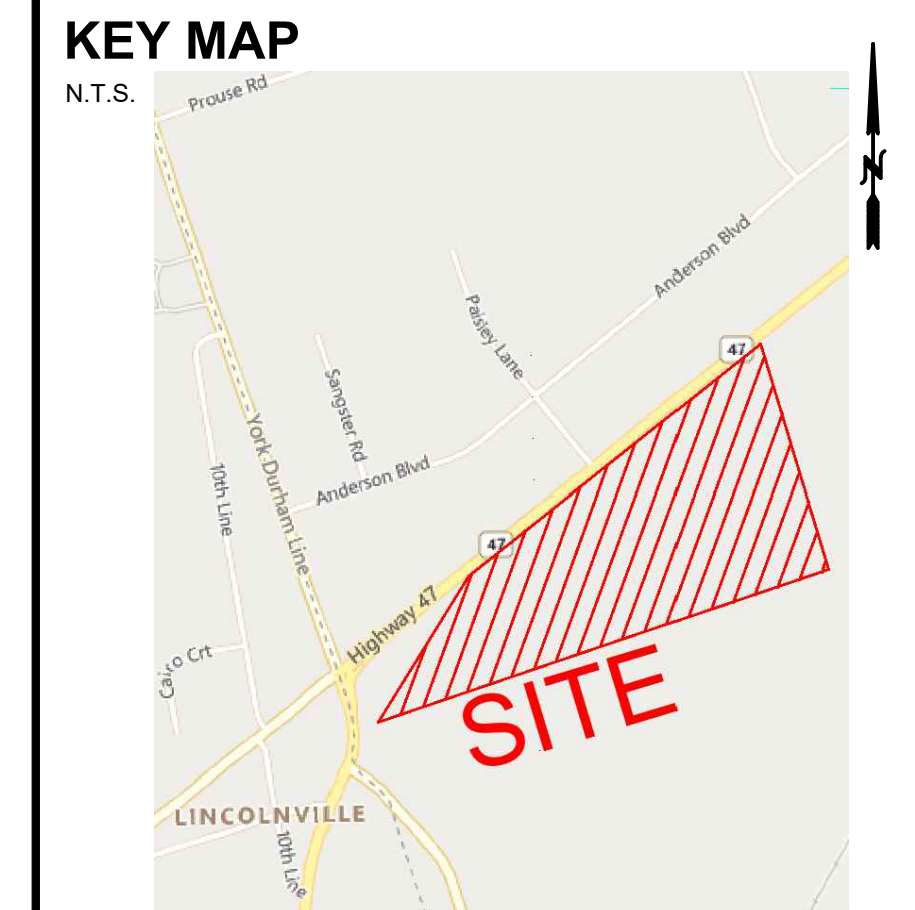 KEY MAP
N.T.S.
Prouse Rd
N
Anderson Blvd
Paisley Lane
47
Sangster Rd
York-Durham Line
10th Line
Anderson Blvd
47
Highway 47
Cairo Crt
SITE
LINCOLNVILLE
10th Line